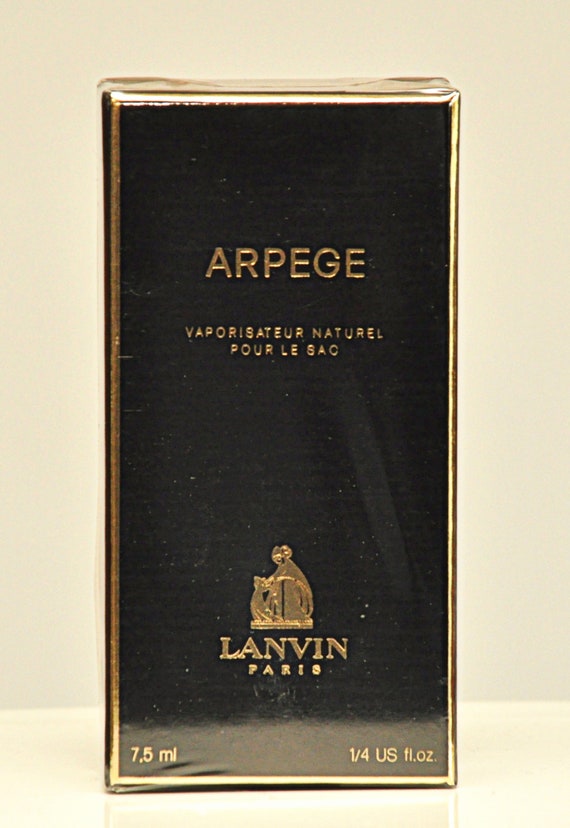 ARPEGE
VAPORISATEUR NATUREL
POUR LE SAC
LANVIN
PARIS
7,5 ml 1/4 US fl.oz.